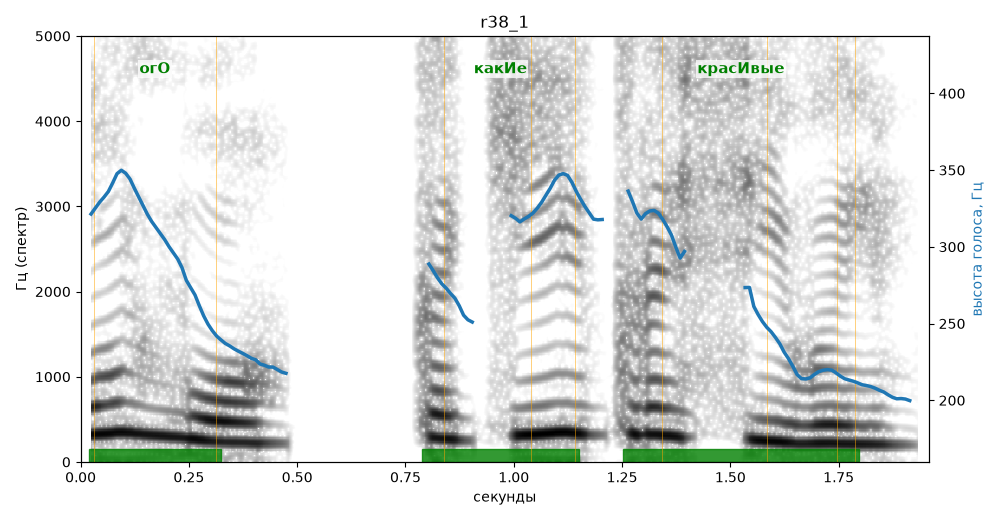 r38_1
5000
4000
3000
2000
1000
0
Гц (спектр)
огО
какИе
красИвые
400
350
300
250
200
высота голоса, Гц
0.00 0.25 0.50 0.75 1.00 1.25 1.50 1.75
секунды